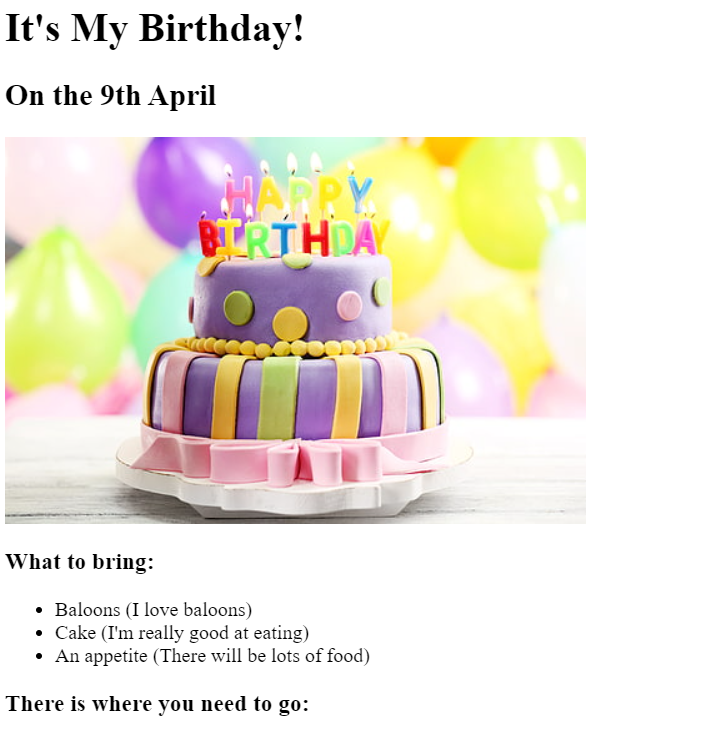 It's My Birthday!
On the 9th April
HAPPY
BIRTHDAY
What to bring:
Baloons (I love baloons)
Cake (I'm really good at eating)
An appetite (There will be lots of food)
There is where you need to go: